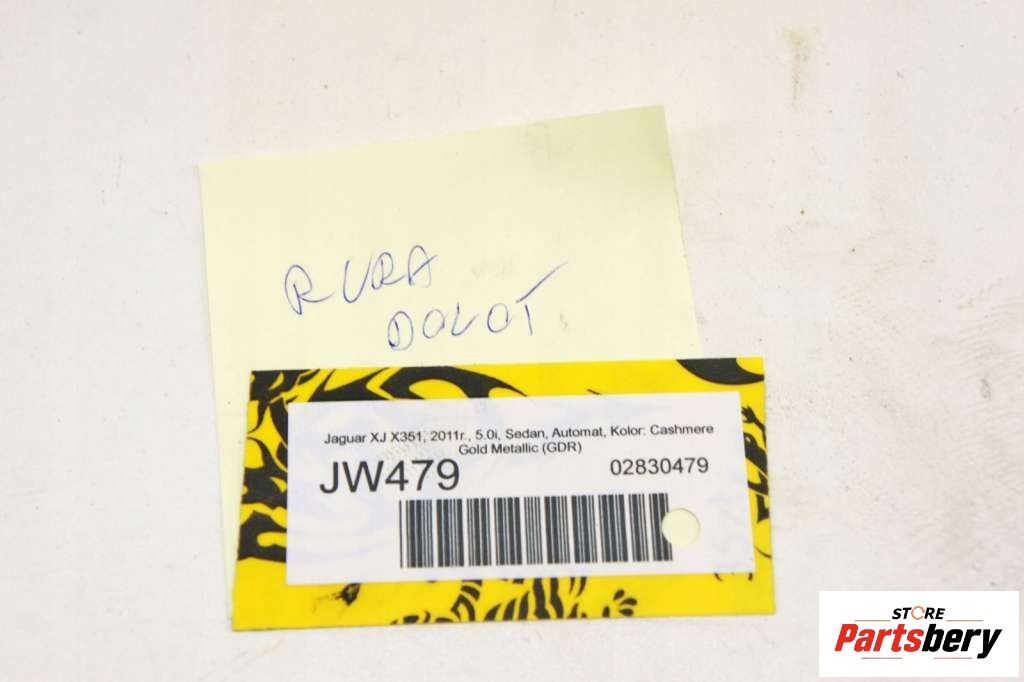 RURA
DOLOT
Jaguar XJ X351, 2011r., 5.0i, Sedan, Automat, Kolor: Cashmere
Gold Metallic (GDR)
JW479
02830479
STORE
Partsbery